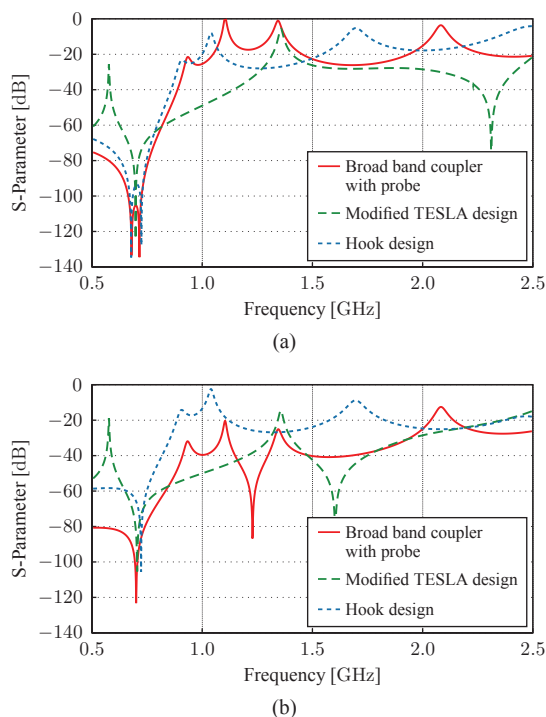 0
−20
−40
−60
−80
−100
−120
−140
S-Parameter [dB]
Broad band coupler
with probe
Modified TESLA design
Hook design
0.5
1.0
1.5
2.0
2.5
Frequency [GHz]
(a)
0
−20
−40
−60
−80
−100
−120
−140
S-Parameter [dB]
Broad band coupler
with probe
Modified TESLA design
Hook design
0.5
1.0
1.5
2.0
2.5
Frequency [GHz]
(b)